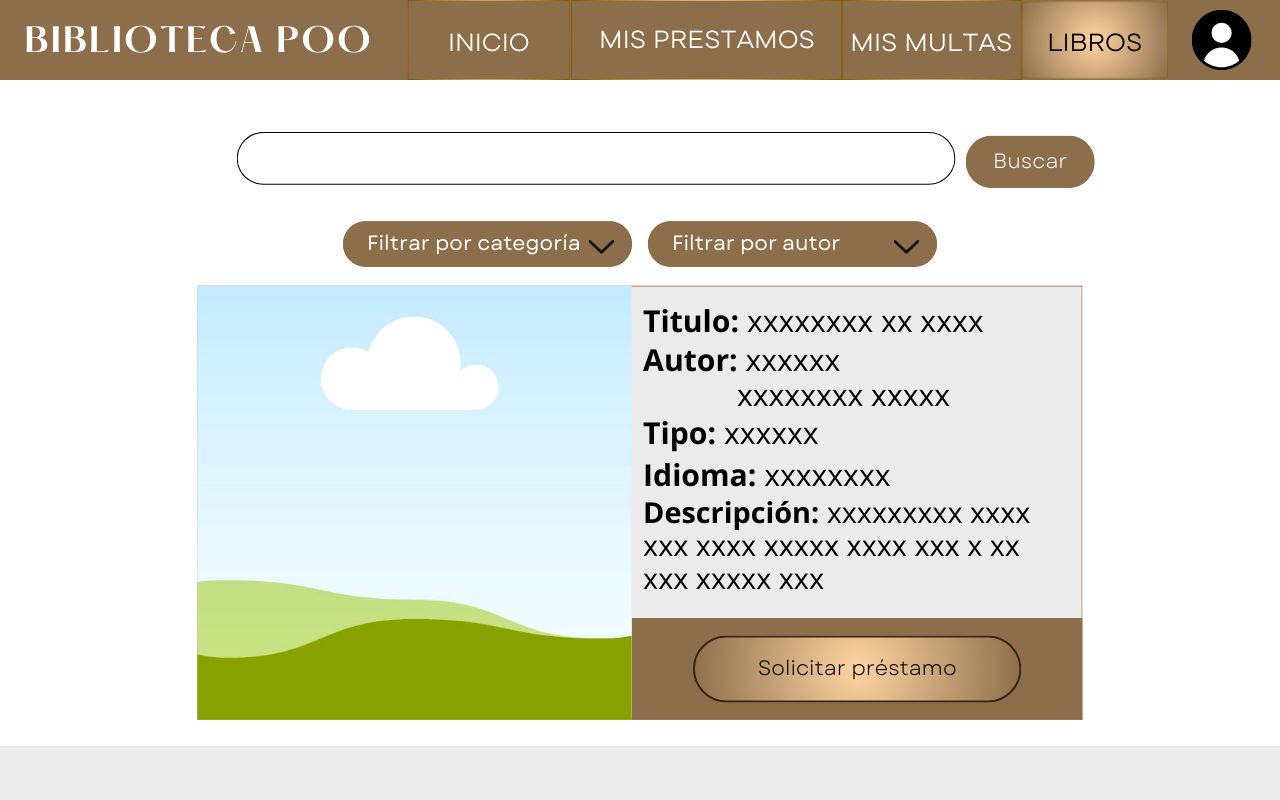 BIBLIOTECA POO
INICIO
MIS PRESTAMOS
MIS MULTAS
LIBROS
Buscar
Filtrar por categoría
Filtrar por autor
Titulo: xxxxxxxx xx xxxx
Autor: xxxxxx
xxxxxxxx xxxxx
Tipo: xxxxxx
Idioma: xxxxxxxx
Descripción: xxxxxxxxx xxxx
xxx xxxx xxxxx xxxx xxx x xx
xxx xxxxx xxx
Solicitar préstamo